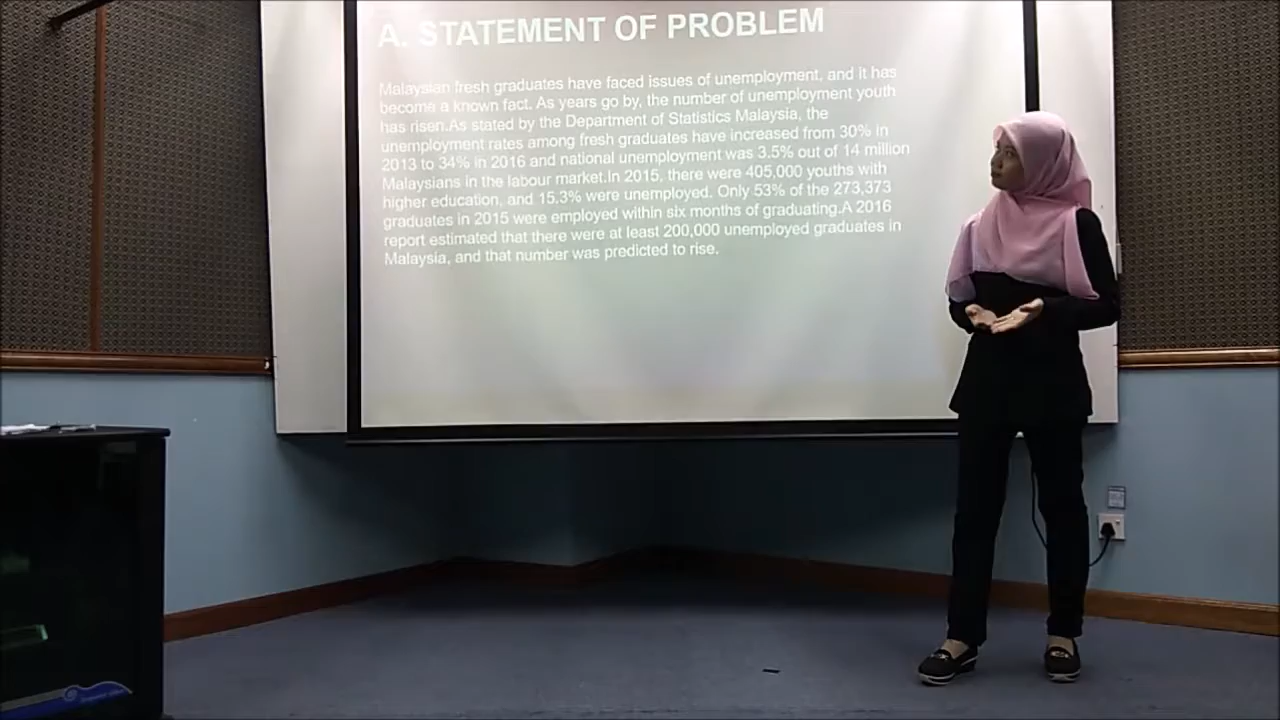 A. STATEMENT OF PROBLEM
Malaysian fresh graduates have faced issues of unemployment, and it has
become a known fact. As years go by, the number of unemployment youth
has risen.As stated by the Department of Statistics Malaysia, the
unemployment rates among fresh graduates have increased from 30% in
2013 to 34% in 2016 and national unemployment was 3.5% out of 14 million
Malaysians in the labour market.In 2015, there were 405,000 youths with
higher education, and 15.3% were unemployed. Only 53% of the 273,373
graduates in 2015 were employed within six months of graduating.A 2016
report estimated that there were at least 200,000 unemployed graduates in
Malaysia, and that number was predicted to rise.